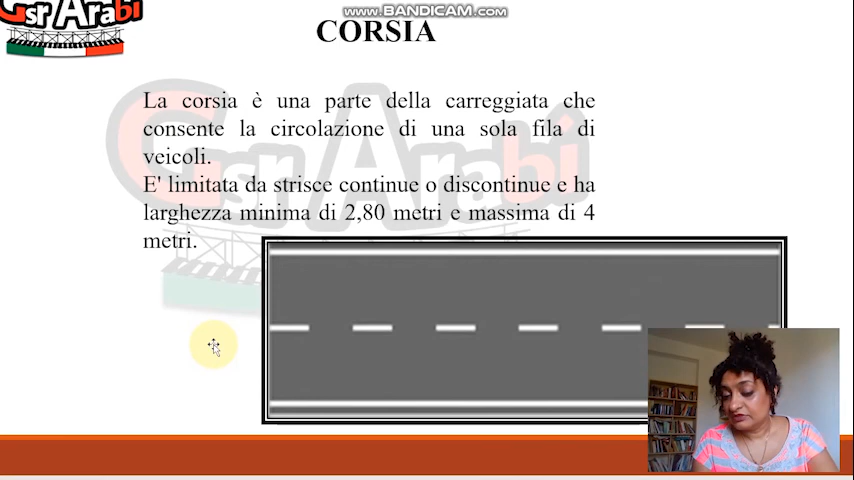 www.BANDICAM.com
Gsr Arabi
CORSIA
La corsia è una parte della carreggiata che
consente la circolazione di una sola fila di
veicoli.
E' limitata da strisce continue o discontinue e ha
larghezza minima di 2,80 metri e massima di 4
metri.
Gsr Arabi